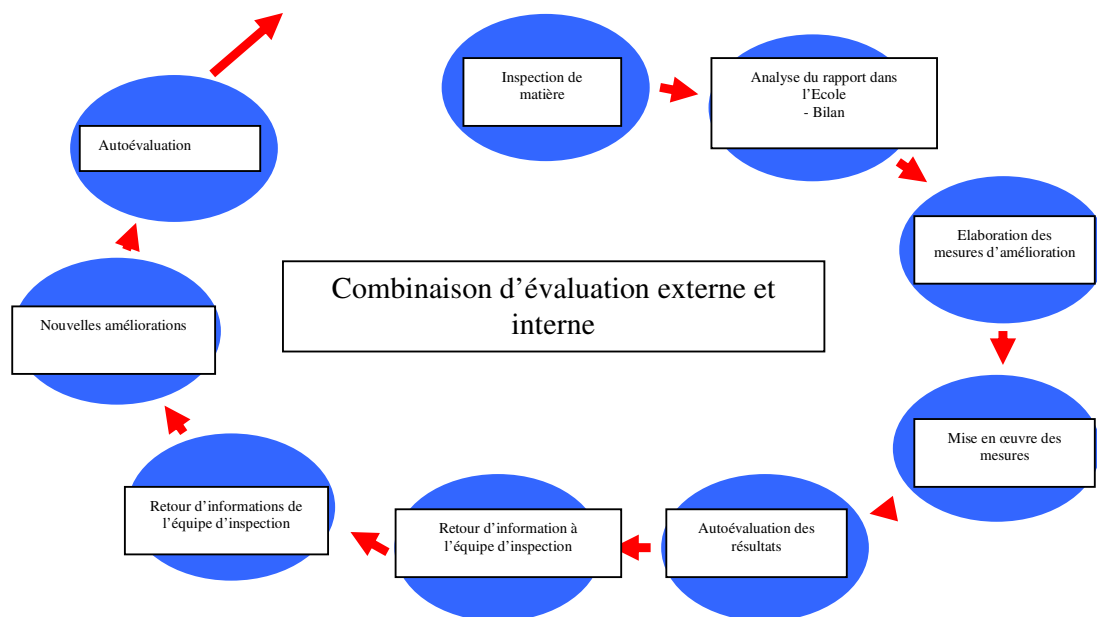 Inspection de
matière
Analyse du rapport dans
l’Ecole
- Bilan
Elaboration des
mesures d’amélioration
Mise en œuvre des
mesures
Autoévaluation des
résultats
Retour d’information à
l’équipe d’inspection
Retour d’informations de
l’équipe d’inspection
Nouvelles améliorations
Autoévaluation
Combinaison d’évaluation externe et
interne